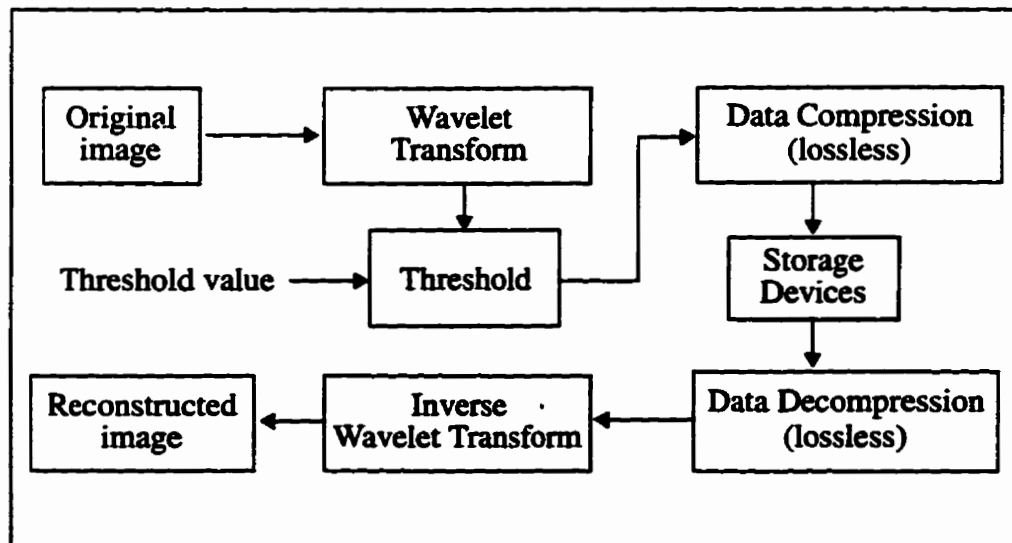 Original
image
Wavelet
Transform
Data Compression
(lossless)
Threshold value
Threshold
Storage
Devices
Reconstructed
image
Inverse
Wavelet Transform
Data Decompression
(lossless)